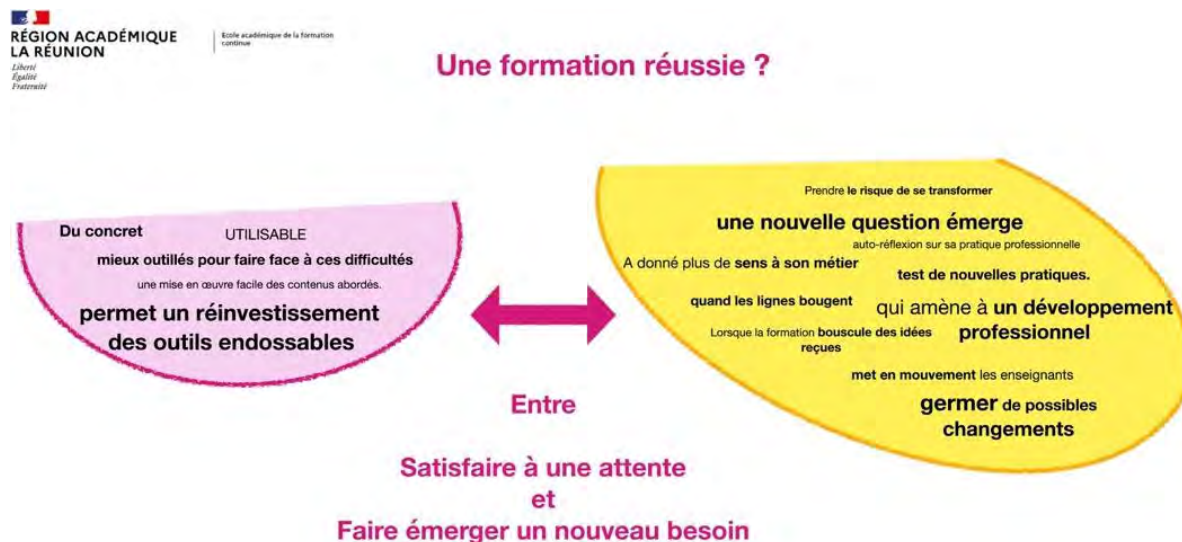 RÉGION ACADÉMIQUE
LA RÉUNION
Liberté
Égalité
Fraternité
École académique de la formation
continue
Une formation réussie ?
Du concret
UTILISABLE
mieux outillés pour faire face à ces difficultés
une mise en œuvre facile des contenus abordés.
permet un réinvestissement
des outils endossables
Prendre le risque de se transformer
une nouvelle question émerge
auto-réflexion sur sa pratique professionnelle
A donné plus de sens à son métier
test de nouvelles pratiques.
quand les lignes bougent
qui amène à un développement
professionnel
Lorsque la formation bouscule des idées
reçues
met en mouvement les enseignants
germer de possibles
changements
Entre
Satisfaire à une attente
et
Faire émerger un nouveau besoin